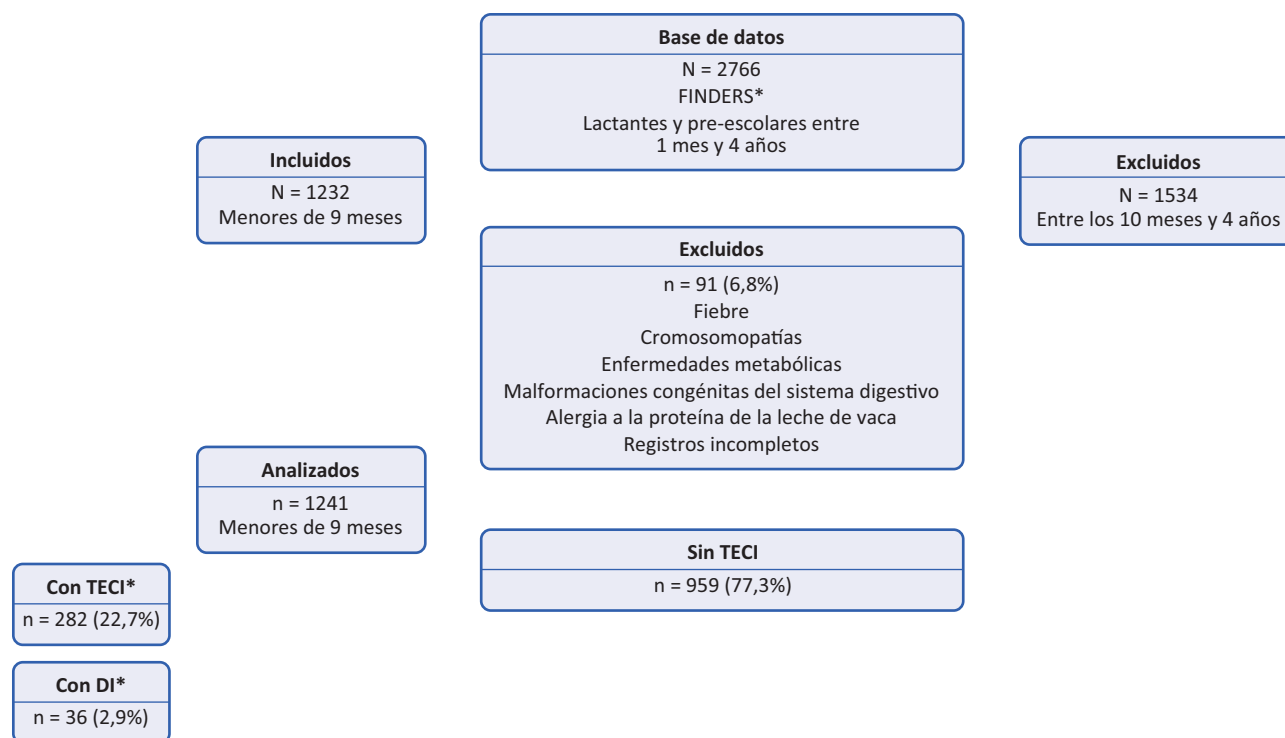 Base de datos
N = 2766
FINDERS*
Lactantes y pre-escolares entre
1 mes y 4 años
Incluidos
N = 1232
Menores de 9 meses
Excluidos
N = 1534
Entre los 10 meses y 4 años
Excluidos
n = 91 (6,8%)
Fiebre
Cromosomopatías
Enfermedades metabólicas
Malformaciones congénitas del sistema digestivo
Alergia a la proteína de la leche de vaca
Registros incompletos
Analizados
n = 1241
Menores de 9 meses
Sin TECI
n = 959 (77,3%)
Con TECI*
n = 282 (22,7%)
Con DI*
n = 36 (2,9%)